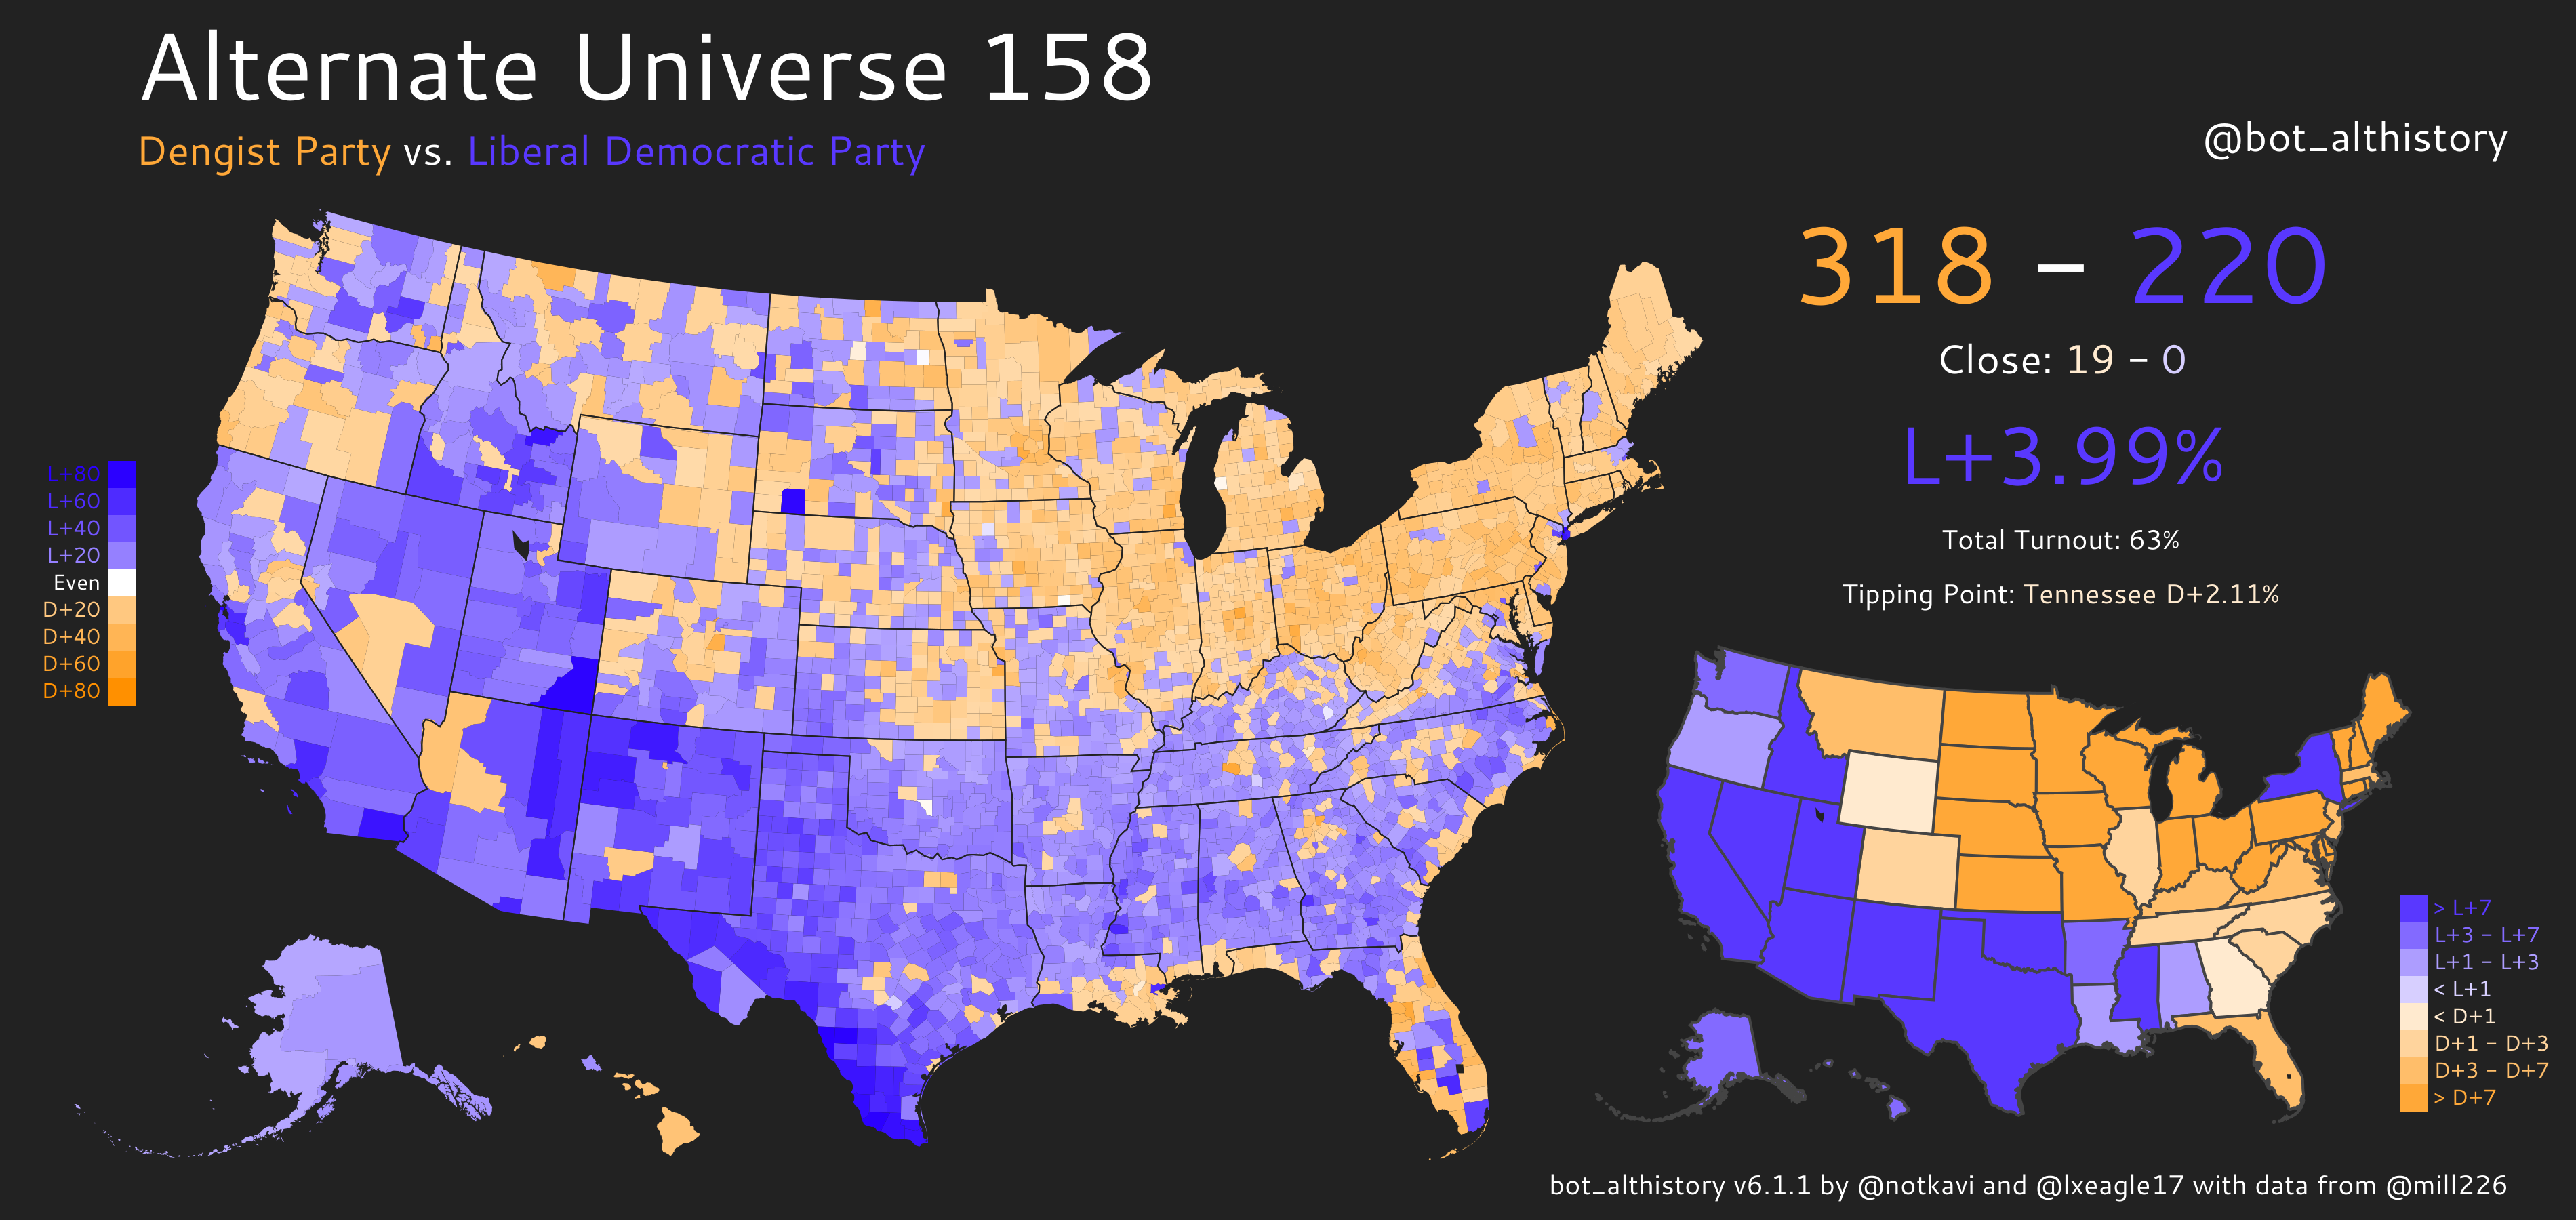 Alternate Universe 158
Dengist Party vs. Liberal Democratic Party
@bot_althistory
318 – 220
Close: 19 – 0
L+3.99%
Total Turnout: 63%
Tipping Point: Tennessee D+2.11%
L+80
L+60
L+40
L+20
Even
D+20
D+40
D+60
D+80
> L+7
L+3 – L+7
L+1 – L+3
< L+1
< D+1
D+1 – D+3
D+3 – D+7
> D+7
bot_althistory v6.1.1 by @notkavi and @lxeagle17 with data from @mill226